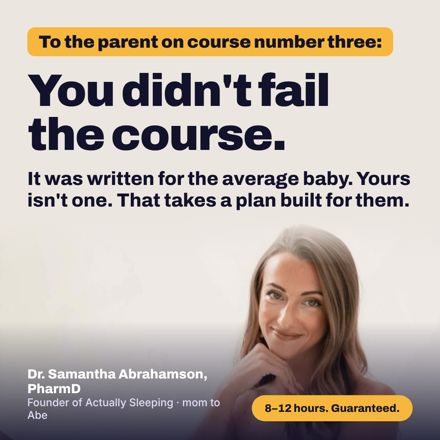 To the parent on course number three:
You didn't fail
the course.
It was written for the average baby. Yours
isn't one. That takes a plan built for them.
Dr. Samantha Abrahamson,
PharmD
Founder of Actually Sleeping · mom to
Abe
8–12 hours. Guaranteed.